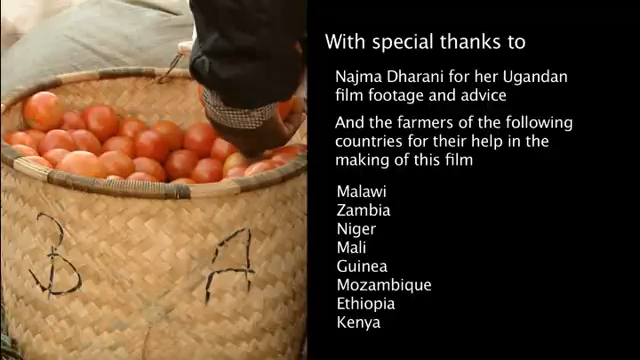 With special thanks to
Najma Dharani for her Ugandan
film footage and advice
And the farmers of the following
countries for their help in the
making of this film
Malawi
Zambia
Niger
Mali
Guinea
Mozambique
Ethiopia
Kenya
B A